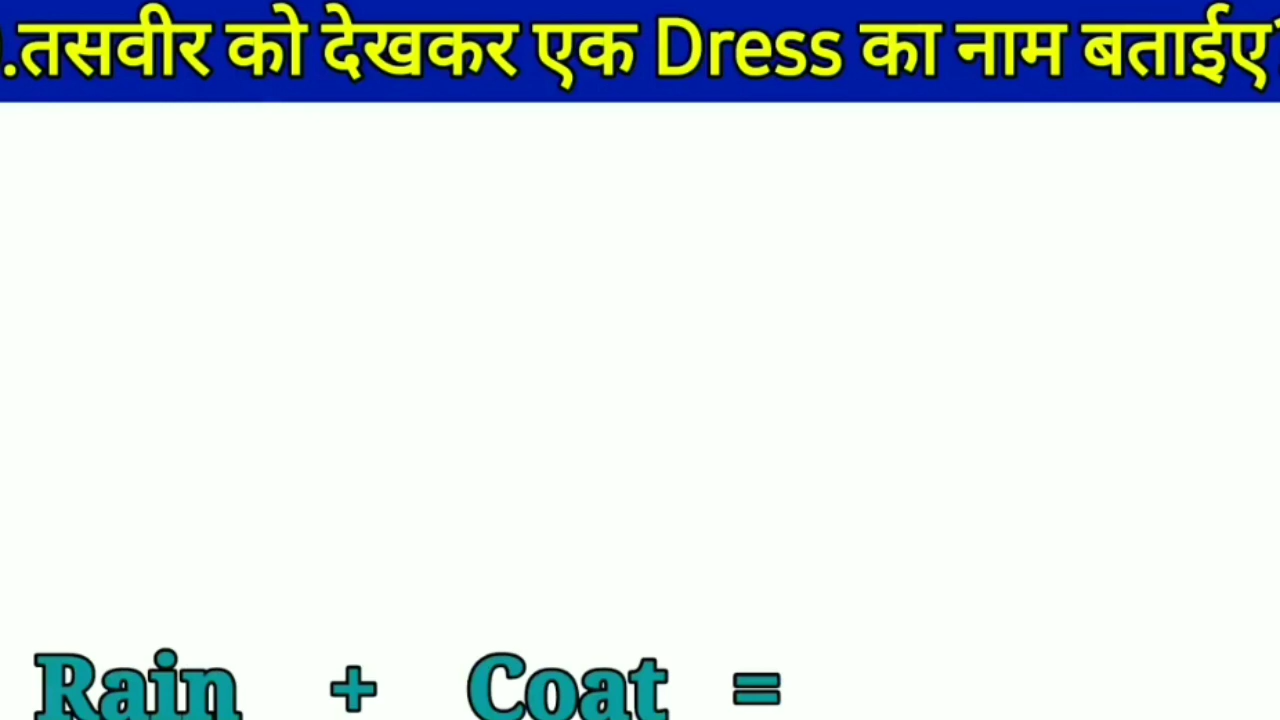 .तसवीर को देखकर एक Dress का नाम बताईए
Rain + Coat =